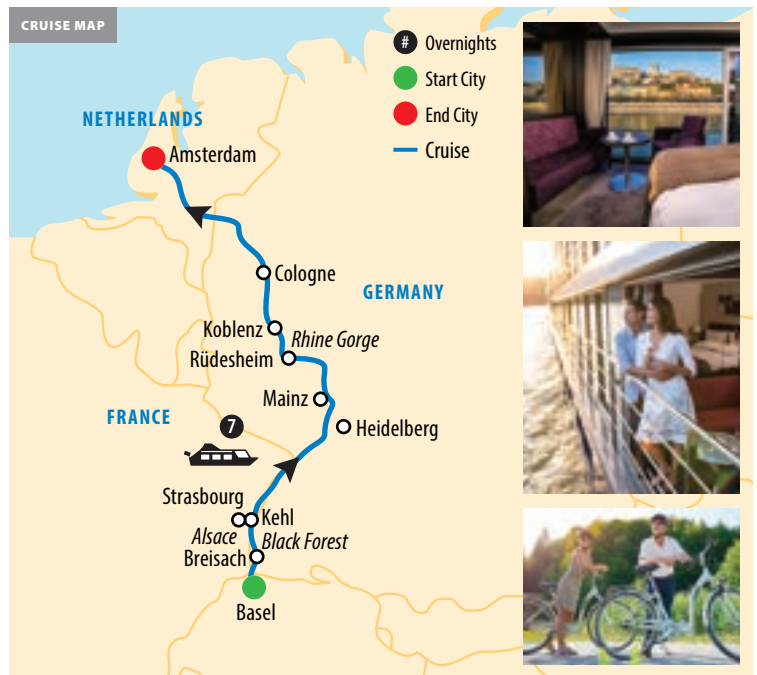 CRUISE MAP
# Overnights
Start City
End City
Cruise
NETHERLANDS
Amsterdam
Cologne
GERMANY
Koblenz
Rhine Gorge
Rüdesheim
Mainz
FRANCE
7
Heidelberg
Strasbourg
Kehl
Alsace
Black Forest
Breisach
Basel